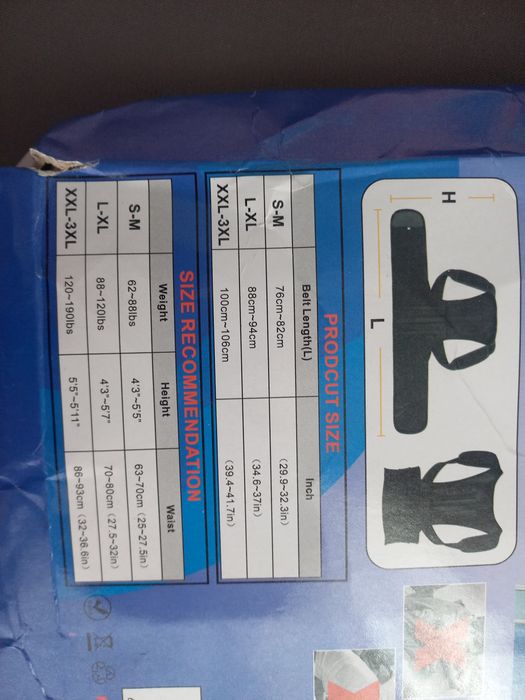 H
L
PRODCUT SIZE
Belt Length(L) Inch
S-M 76cm~82cm (29.9~32.3in)
L-XL 88cm~94cm (34.6~37in)
XXL-3XL 100cm~106cm (39.4~41.7in)
SIZE RECOMMENDATION
Weight Height Waist
S-M 62~88lbs 4'3"~5'5" 63~70cm (25~27.5in)
L-XL 88~120lbs 4'3"~5'7" 70~80cm (27.5~32in)
XXL-3XL 120~190lbs 5'5"~5'11" 86~93cm (32~36.6in)